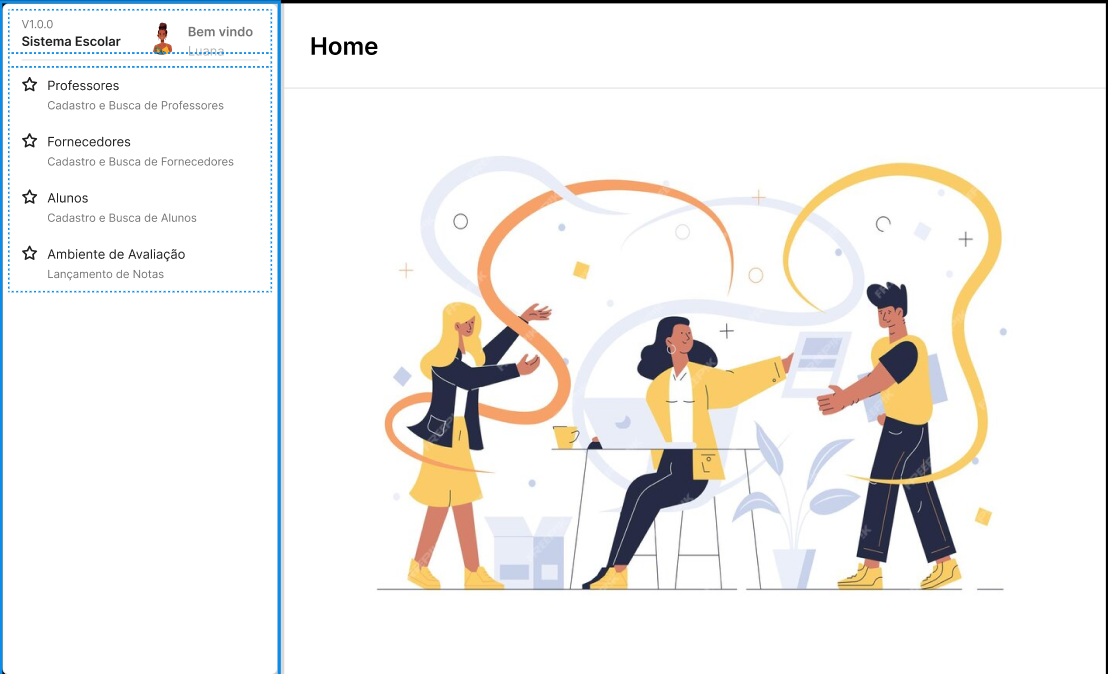 V1.0.0
Sistema Escolar
Bem vindo
Luana
Professores
Cadastro e Busca de Professores
Fornecedores
Cadastro e Busca de Fornecedores
Alunos
Cadastro e Busca de Alunos
Ambiente de Avaliação
Lançamento de Notas
Home